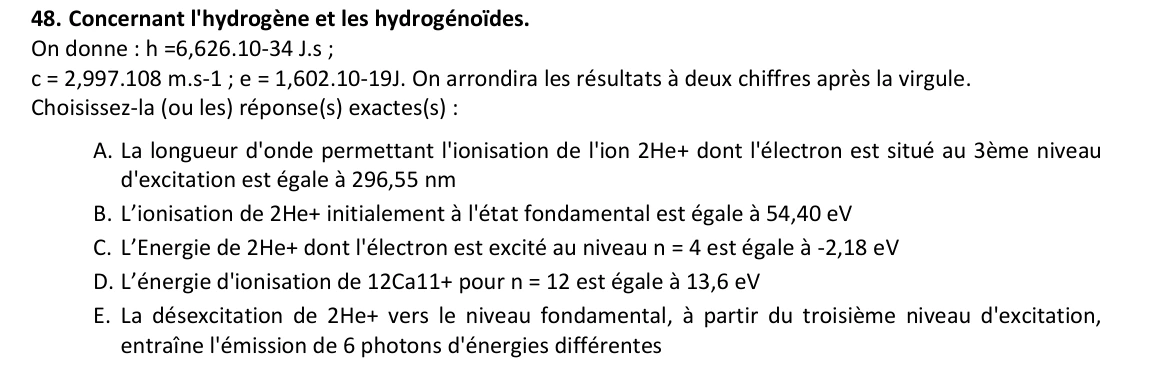 48. Concernant l'hydrogène et les hydrogénoïdes.
On donne : h =6,626.10-34 J.s ;
c = 2,997.108 m.s-1 ; e = 1,602.10-19J. On arrondira les résultats à deux chiffres après la virgule.
Choisissez-la (ou les) réponse(s) exactes(s) :
A. La longueur d'onde permettant l'ionisation de l'ion 2He+ dont l'électron est situé au 3ème niveau
d'excitation est égale à 296,55 nm
B. L’ionisation de 2He+ initialement à l'état fondamental est égale à 54,40 eV
C. L’Energie de 2He+ dont l'électron est excité au niveau n = 4 est égale à -2,18 eV
D. L’énergie d'ionisation de 12Ca11+ pour n = 12 est égale à 13,6 eV
E. La désexcitation de 2He+ vers le niveau fondamental, à partir du troisième niveau d'excitation,
entraîne l'émission de 6 photons d'énergies différentes